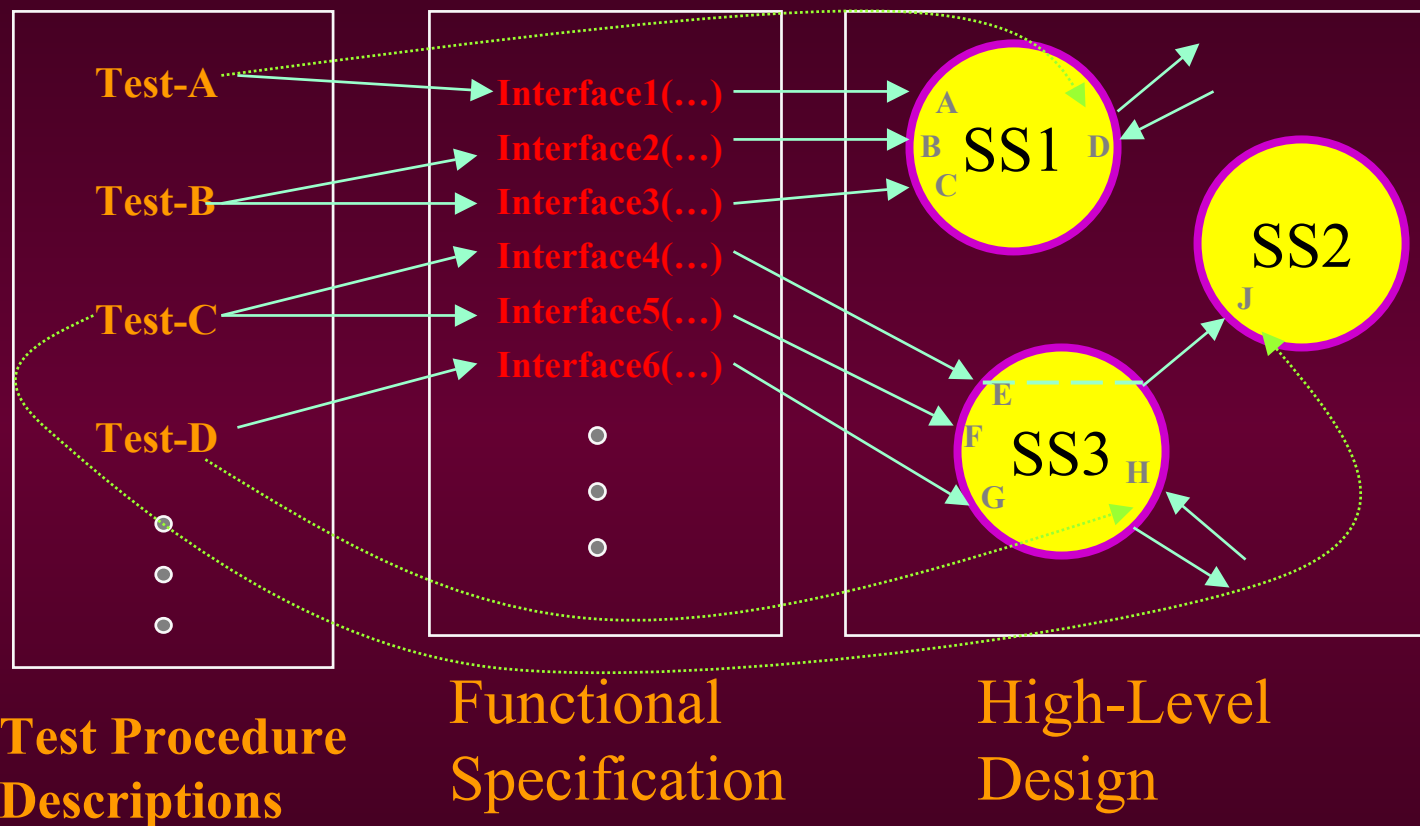 Test-A
Test-B
Test-C
Test-D
Test Procedure
Descriptions
Interface1(…)
Interface2(…)
Interface3(…)
Interface4(…)
Interface5(…)
Interface6(…)
Functional
Specification
A
B
C
D
SS1
SS2
J
E
F
G
H
SS3
High-Level
Design